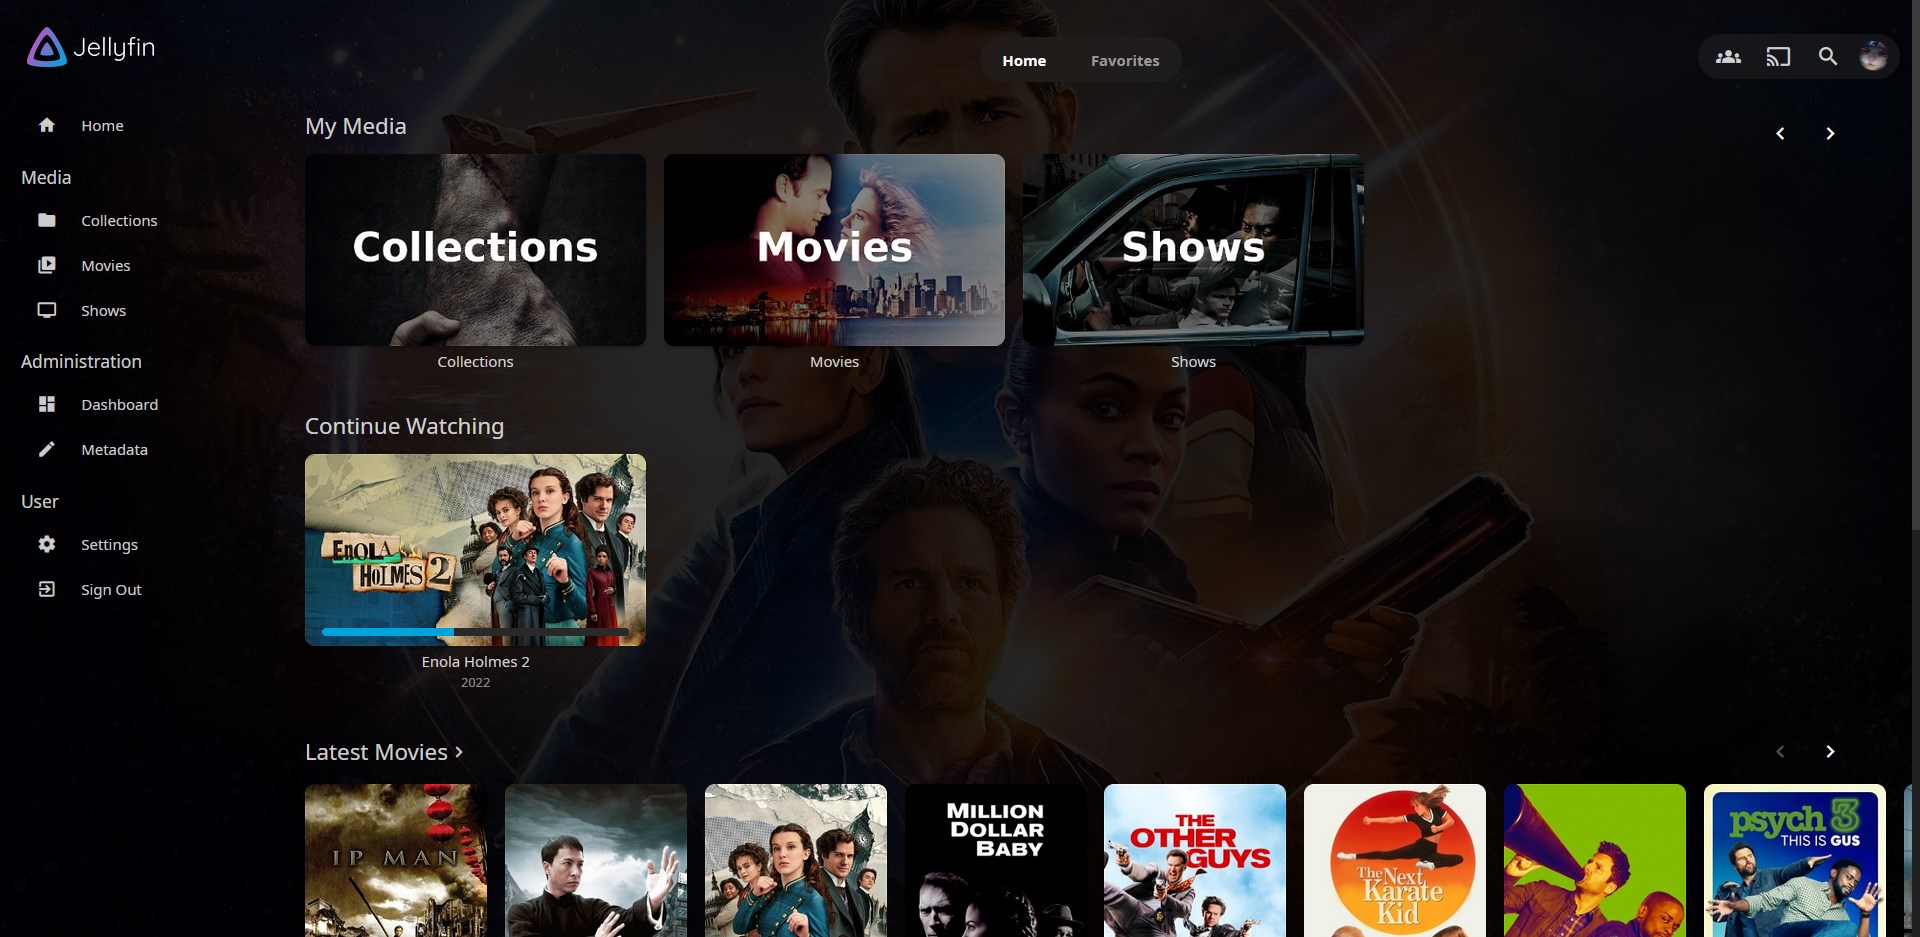 Jellyfin
Home
Favorites
Home
Media
Collections
Movies
Shows
Administration
Dashboard
Metadata
User
Settings
Sign Out
My Media
Collections
Movies
Shows
Collections
Movies
Shows
Continue Watching
ENOLA
HOLMES 2
Enola Holmes 2
2022
Latest Movies
IP MAN
MILLION
DOLLAR
BABY
THE
OTHER
GUYS
The Next
Karate
Kid
psych 3
THIS IS GUS